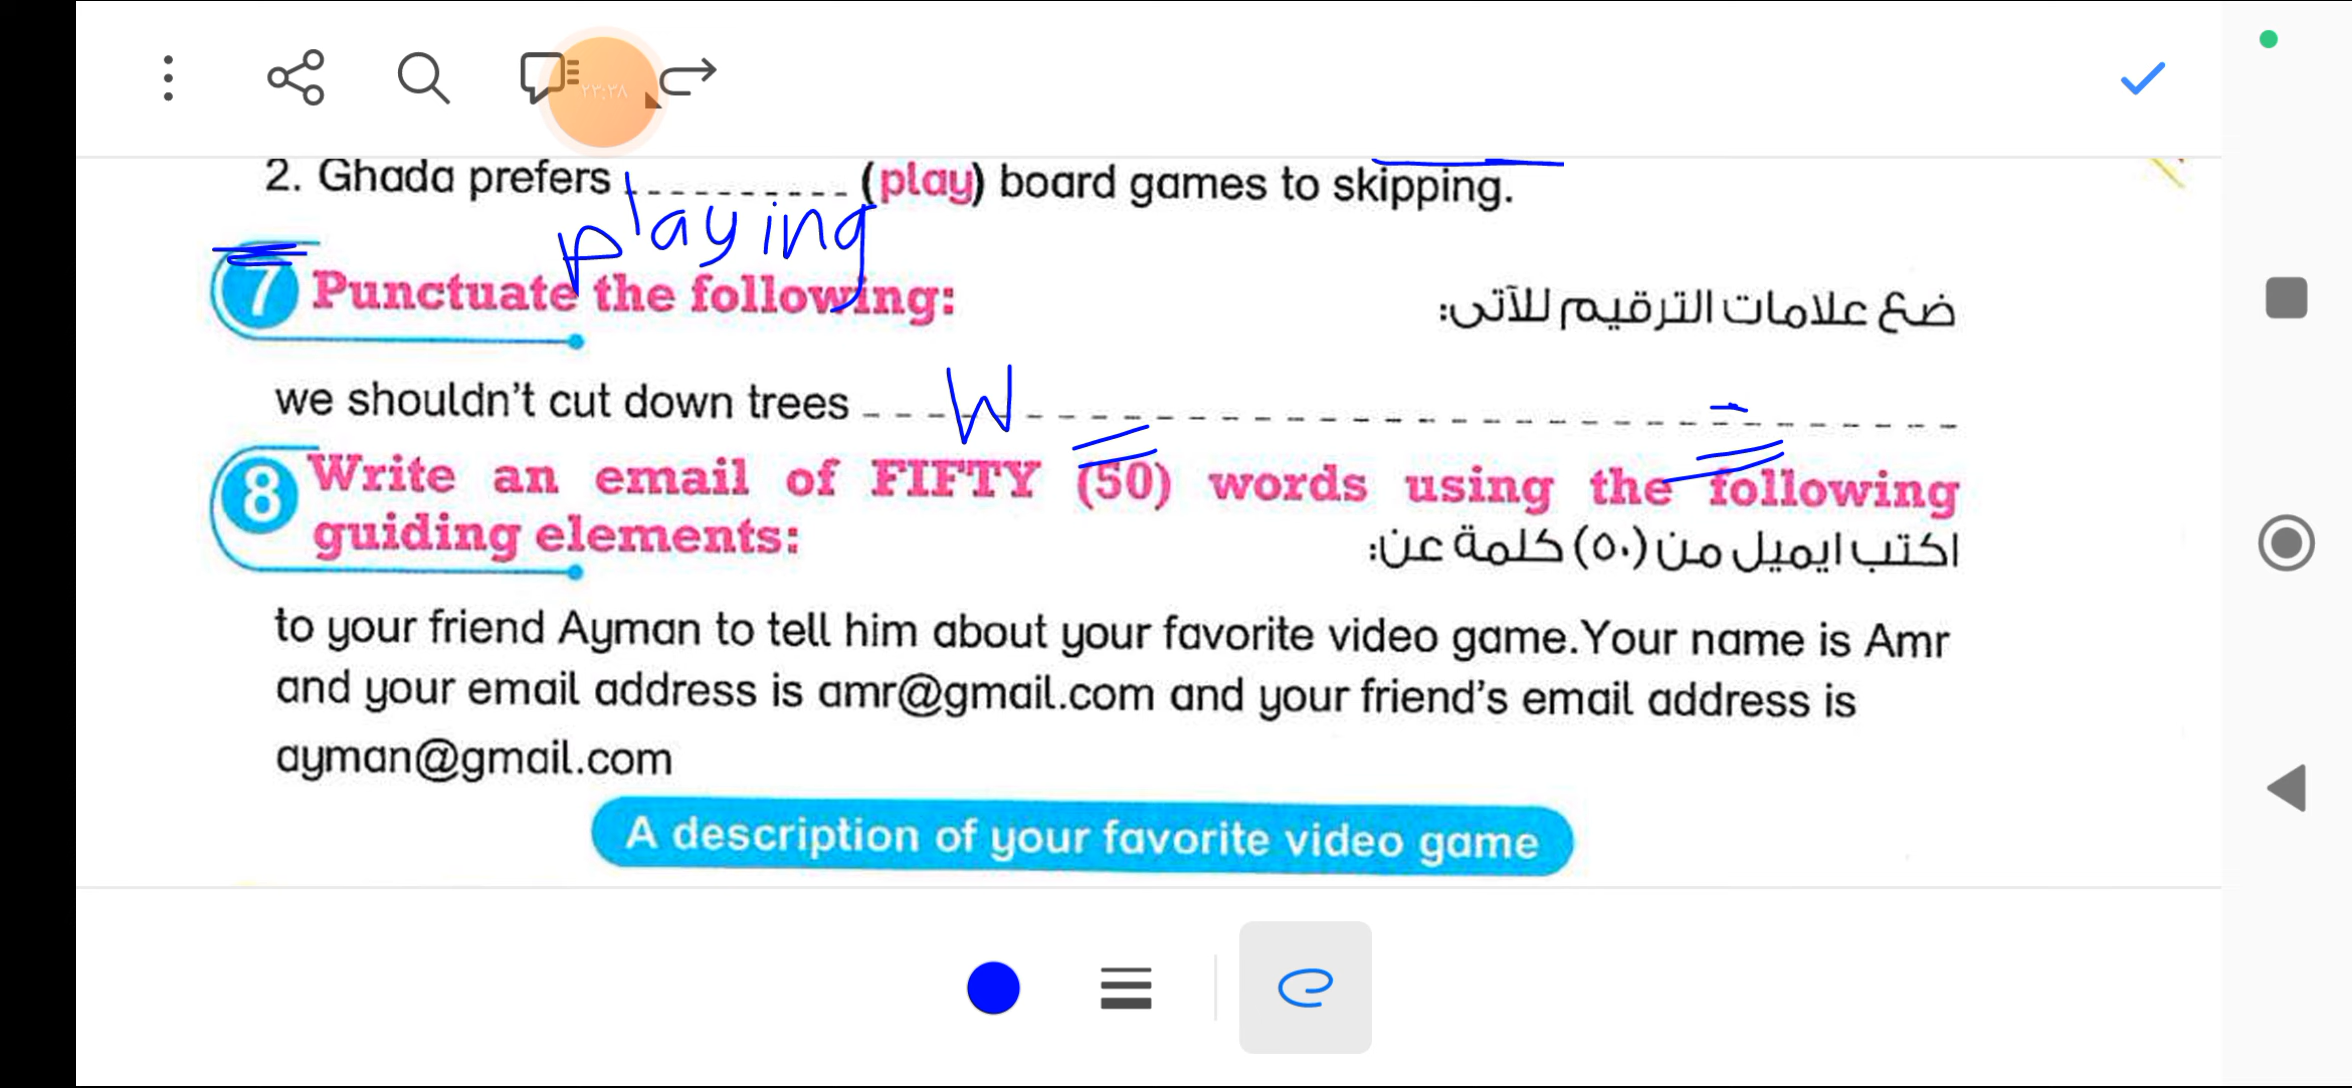 ٢٣:٣٨
2. Ghada prefers ---------- (play) board games to skipping.
playing
7 Punctuate the following:
ضع علامات الترقيم للآتى:
we shouldn't cut down trees
W
8 Write an email of FIFTY (50) words using the following
guiding elements:
اكتب ايميل من (٥٠) كلمة عن:
to your friend Ayman to tell him about your favorite video game.Your name is Amr
and your email address is amr@gmail.com and your friend's email address is
ayman@gmail.com
A description of your favorite video game